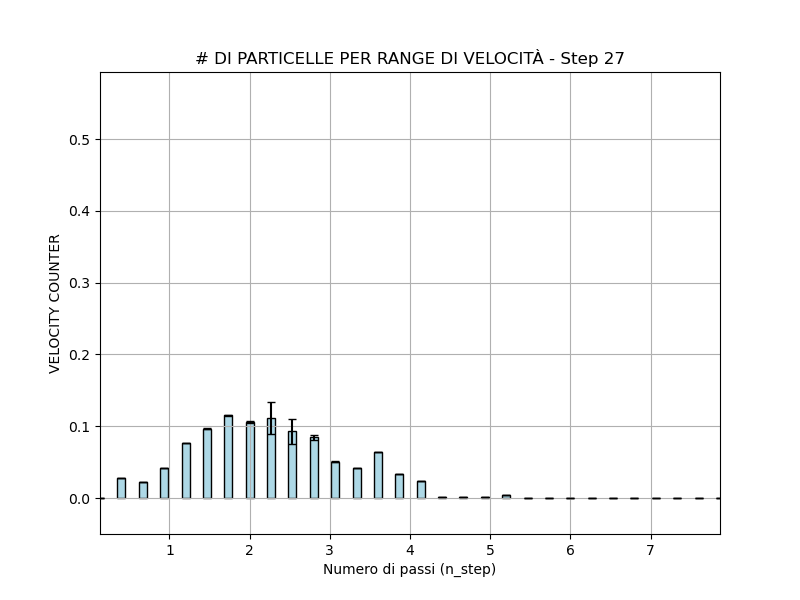 # DI PARTICELLE PER RANGE DI VELOCITÀ - Step 27
VELOCITY COUNTER
0.5
0.4
0.3
0.2
0.1
0.0
1 2 3 4 5 6 7
Numero di passi (n_step)